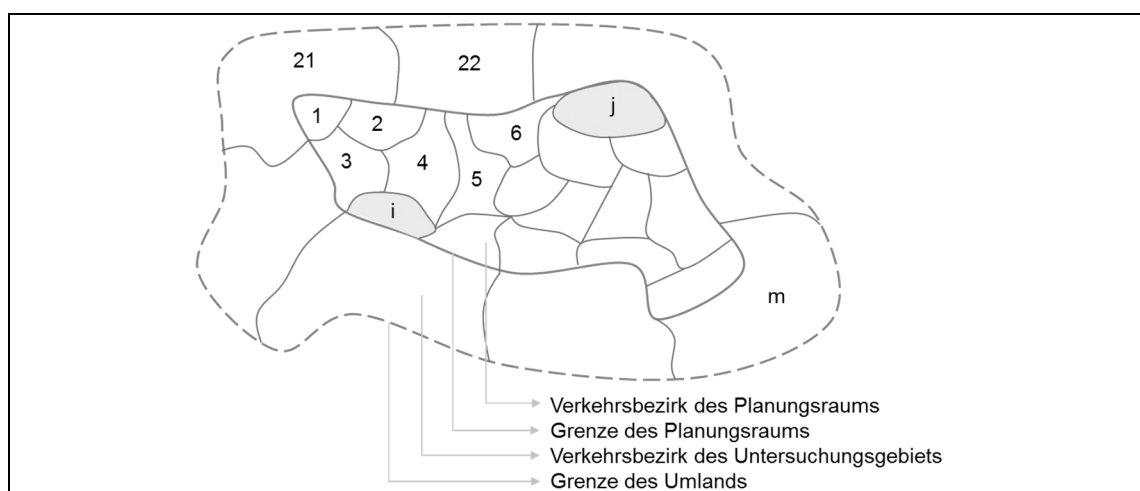 21
22
j
1
2
6
3
4
5
i
m
Verkehrsbezirk des Planungsraums
Grenze des Planungsraums
Verkehrsbezirk des Untersuchungsgebiets
Grenze des Umlands